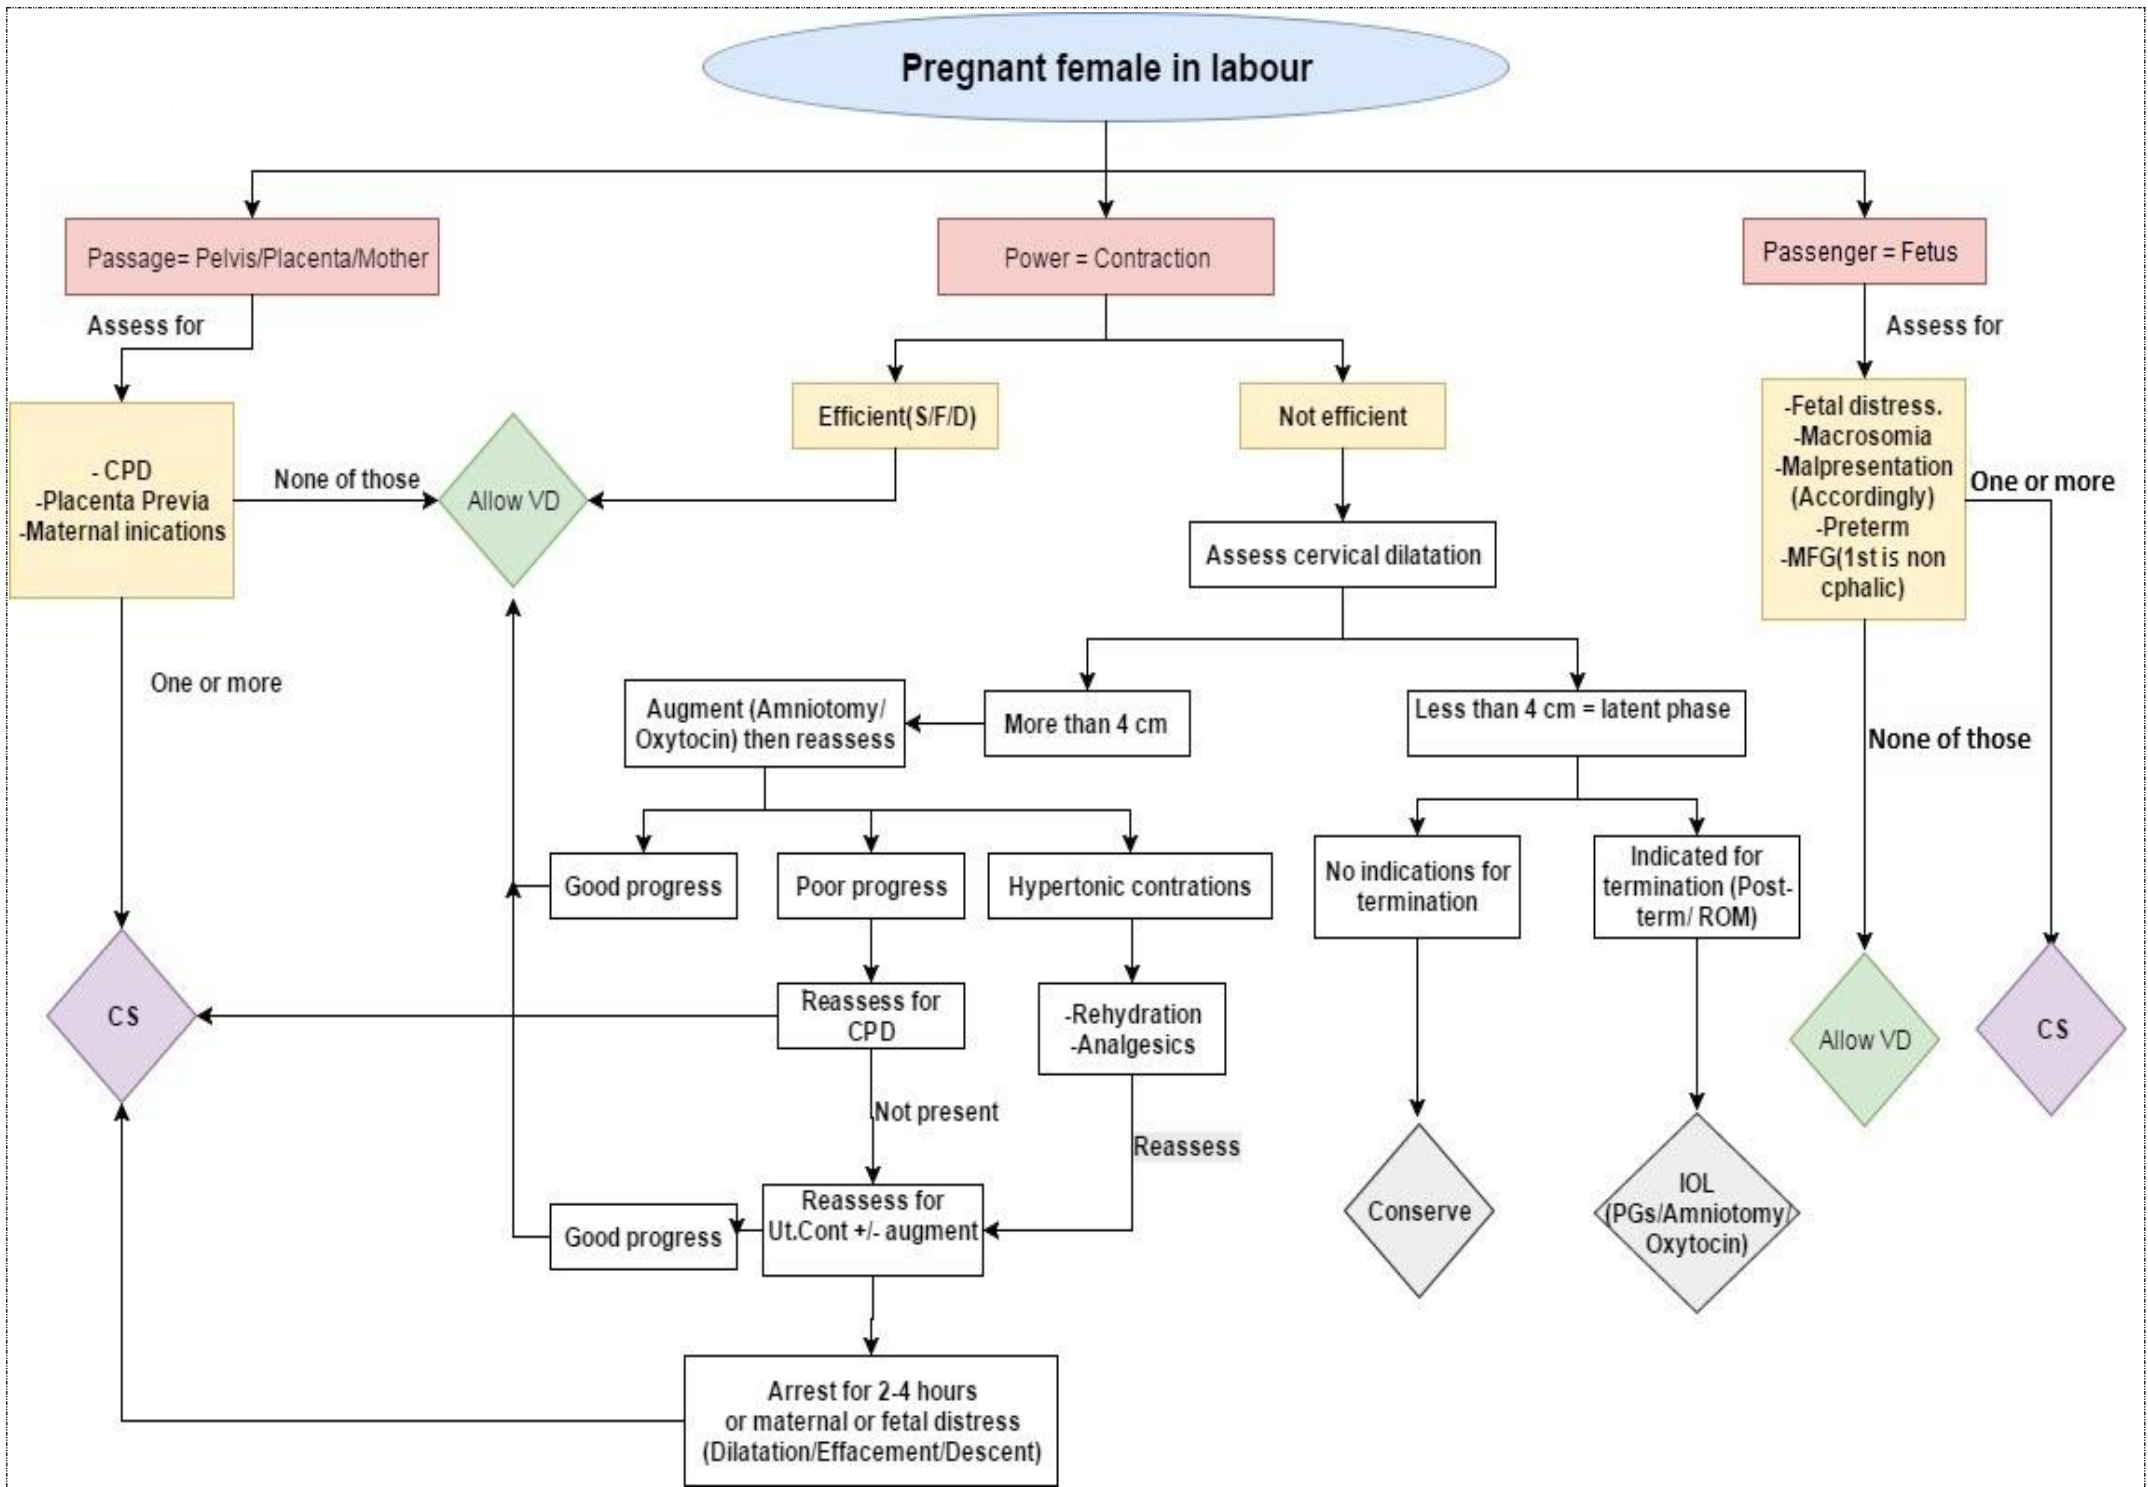 Pregnant female in labour
Passage= Pelvis/Placenta/Mother
Power = Contraction
Passenger = Fetus
Assess for
Assess for
- CPD
-Placenta Previa
-Maternal inications
None of those
Allow VD
Efficient(S/F/D)
Not efficient
-Fetal distress.
-Macrosomia
-Malpresentation
(Accordingly)
-Preterm
-MFG(1st is non
cphalic)
One or more
Assess cervical dilatation
One or more
Augment (Amniotomy/
Oxytocin) then reassess
More than 4 cm
Less than 4 cm = latent phase
None of those
Good progress
Poor progress
Hypertonic contrations
No indications for
termination
Indicated for
termination (Post-
term/ ROM)
CS
Reassess for
CPD
-Rehydration
-Analgesics
Allow VD
CS
Not present
Reassess
Good progress
Reassess for
Ut.Cont +/- augment
Conserve
IOL
(PGs/Amniotomy/
Oxytocin)
Arrest for 2-4 hours
or maternal or fetal distress
(Dilatation/Effacement/Descent)